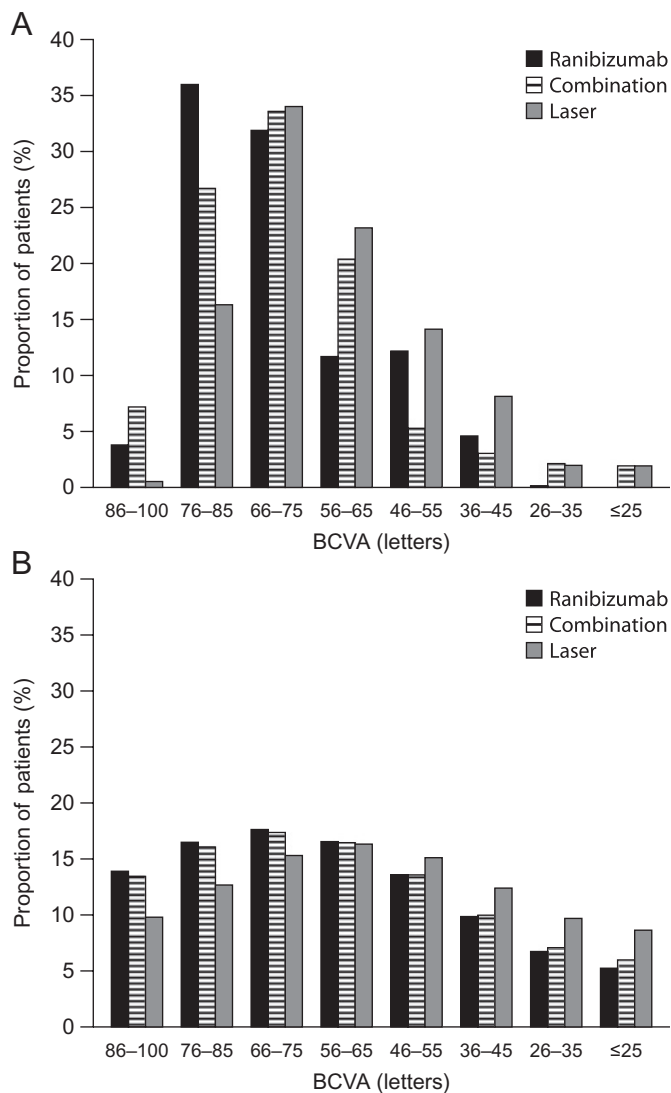 A
40
35
30
25
20
15
10
5
0
Proportion of patients (%)
Ranibizumab
Combination
Laser
86–100 76–85 66–75 56–65 46–55 36–45 26–35 ≤25
BCVA (letters)
B
40
35
30
25
20
15
10
5
0
Proportion of patients (%)
Ranibizumab
Combination
Laser
86–100 76–85 66–75 56–65 46–55 36–45 26–35 ≤25
BCVA (letters)